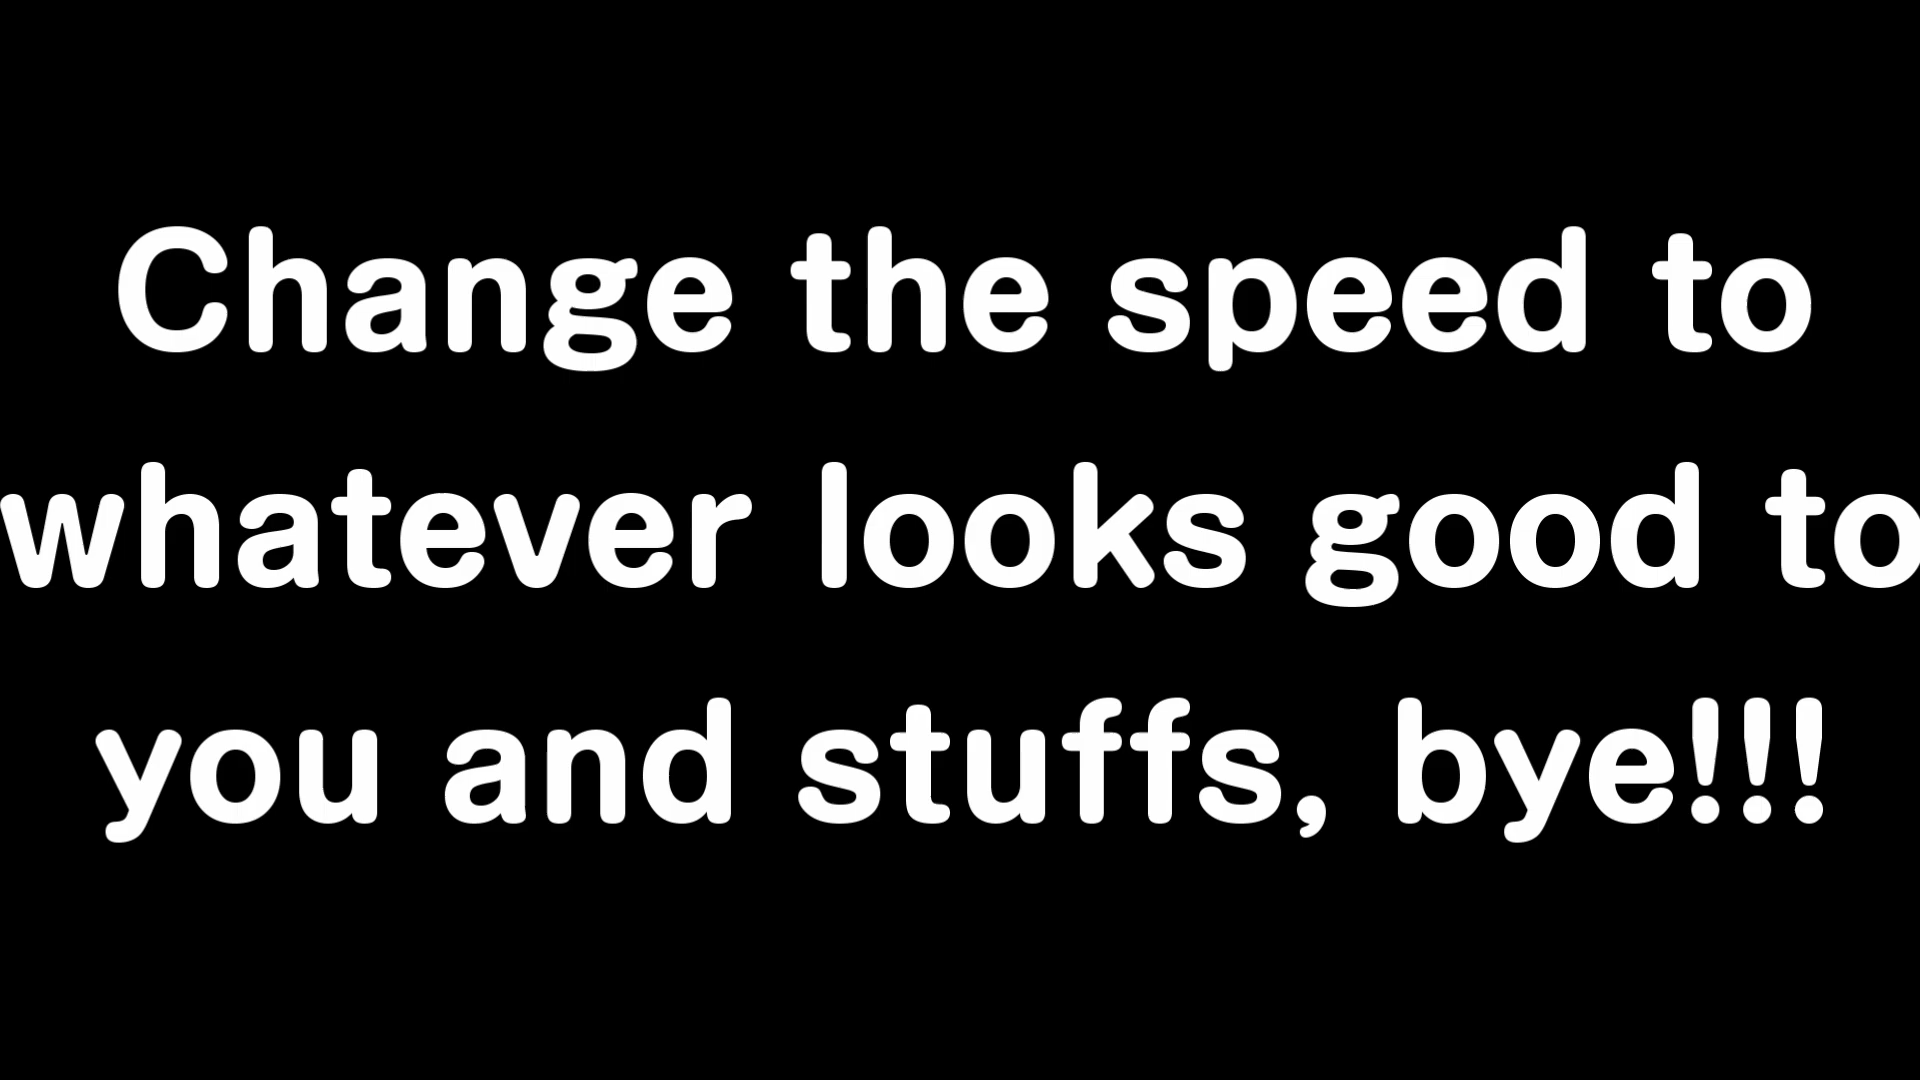 Change the speed to
whatever looks good to
you and stuffs, bye!!!